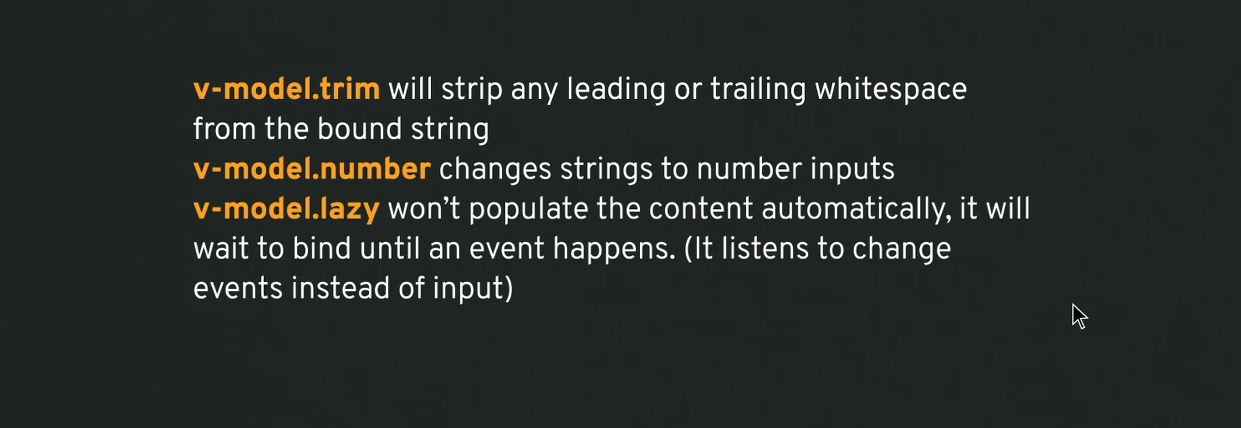 v-model.trim will strip any leading or trailing whitespace
from the bound string
v-model.number changes strings to number inputs
v-model.lazy won’t populate the content automatically, it will
wait to bind until an event happens. (It listens to change
events instead of input)